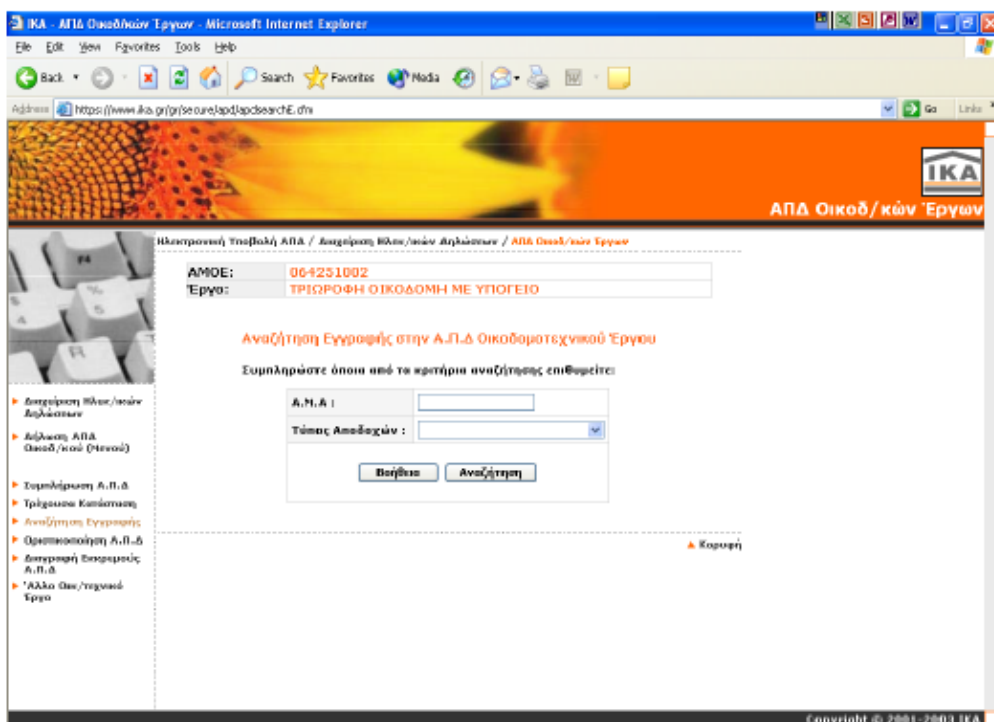 IKA - ΑΠΔ Οικοδ/κών Έργων - Microsoft Internet Explorer
File Edit View Favorites Tools Help
Back Search Favorites Media
Address https://www.ika.gr/gr/secure/apd/apdsearchE.cfm Go Links
IKA
ΑΠΔ Οικοδ/κών Έργων
Ηλεκτρονική Υποβολή ΑΠΔ / Διαχείριση Ηλεκ/κών Δηλώσεων / ΑΠΔ Οικοδ/κών Έργων
ΑΜΟΕ: 064251002
Έργο: ΤΡΙΩΡΟΦΗ ΟΙΚΟΔΟΜΗ ΜΕ ΥΠΟΓΕΙΟ
Αναζήτηση Εγγραφής στην Α.Π.Δ Οικοδομοτεχνικού Έργου
Συμπληρώστε όποια από τα κριτήρια αναζήτησης επιθυμείτε:
Α.Μ.Α :
Τύπος Αποδοχών :
Βοήθεια Αναζήτηση
Διαχείριση Ηλεκ/κών
Δηλώσεων
Δήλωση ΑΠΔ
Οικοδ/κού (Μενού)
Συμπλήρωση Α.Π.Δ
Τρέχουσα Κατάσταση
Αναζήτηση Εγγραφής
Οριστικοποίηση Α.Π.Δ
Διαγραφή Εκκρεμούς
Α.Π.Δ
Άλλο Οικ/τεχνικό
Έργο
Κορυφή
Copyright © 2001-2003 IKA